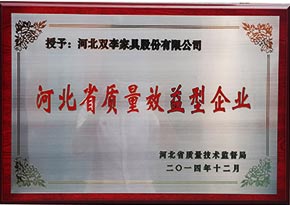 授予：河北双李家具股份有限公司
河北省质量效益型企业
河北省质量技术监督局
二〇一四年十二月